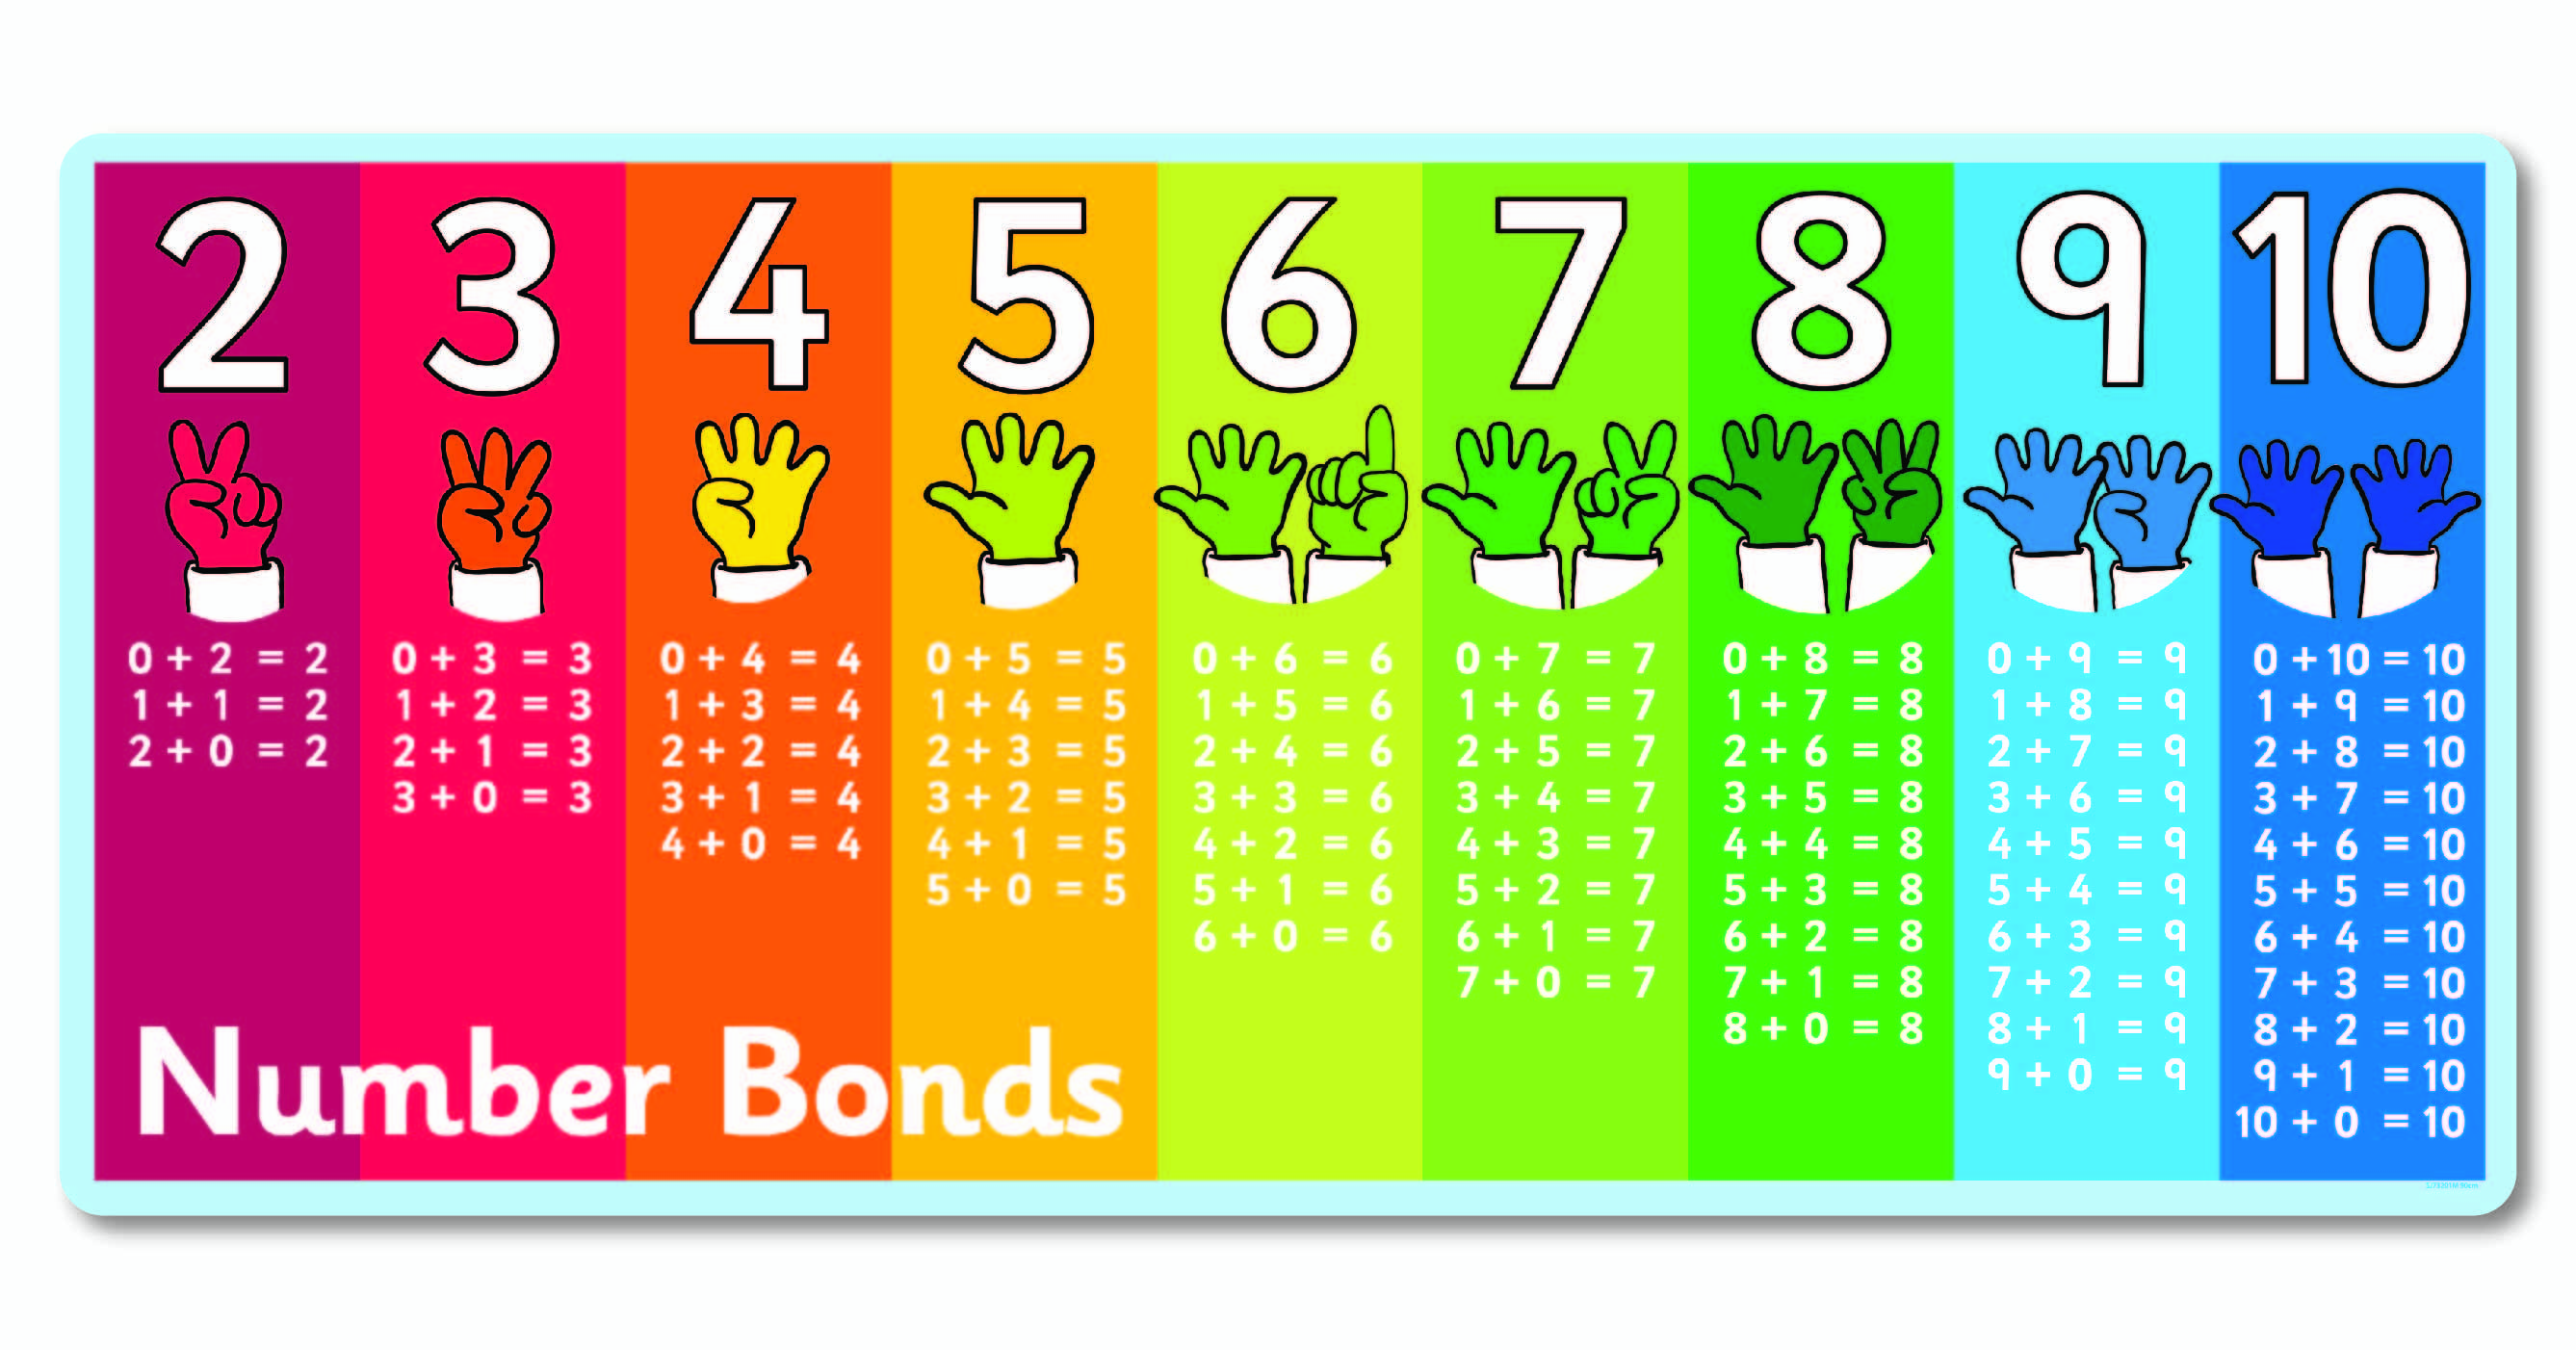 2
0 + 2 = 2
1 + 1 = 2
2 + 0 = 2
3
0 + 3 = 3
1 + 2 = 3
2 + 1 = 3
3 + 0 = 3
4
0 + 4 = 4
1 + 3 = 4
2 + 2 = 4
3 + 1 = 4
4 + 0 = 4
5
0 + 5 = 5
1 + 4 = 5
2 + 3 = 5
3 + 2 = 5
4 + 1 = 5
5 + 0 = 5
6
0 + 6 = 6
1 + 5 = 6
2 + 4 = 6
3 + 3 = 6
4 + 2 = 6
5 + 1 = 6
6 + 0 = 6
7
0 + 7 = 7
1 + 6 = 7
2 + 5 = 7
3 + 4 = 7
4 + 3 = 7
5 + 2 = 7
6 + 1 = 7
7 + 0 = 7
8
0 + 8 = 8
1 + 7 = 8
2 + 6 = 8
3 + 5 = 8
4 + 4 = 8
5 + 3 = 8
6 + 2 = 8
7 + 1 = 8
8 + 0 = 8
9
0 + 9 = 9
1 + 8 = 9
2 + 7 = 9
3 + 6 = 9
4 + 5 = 9
5 + 4 = 9
6 + 3 = 9
7 + 2 = 9
8 + 1 = 9
9 + 0 = 9
10
0 + 10 = 10
1 + 9 = 10
2 + 8 = 10
3 + 7 = 10
4 + 6 = 10
5 + 5 = 10
6 + 4 = 10
7 + 3 = 10
8 + 2 = 10
9 + 1 = 10
10 + 0 = 10
Number Bonds